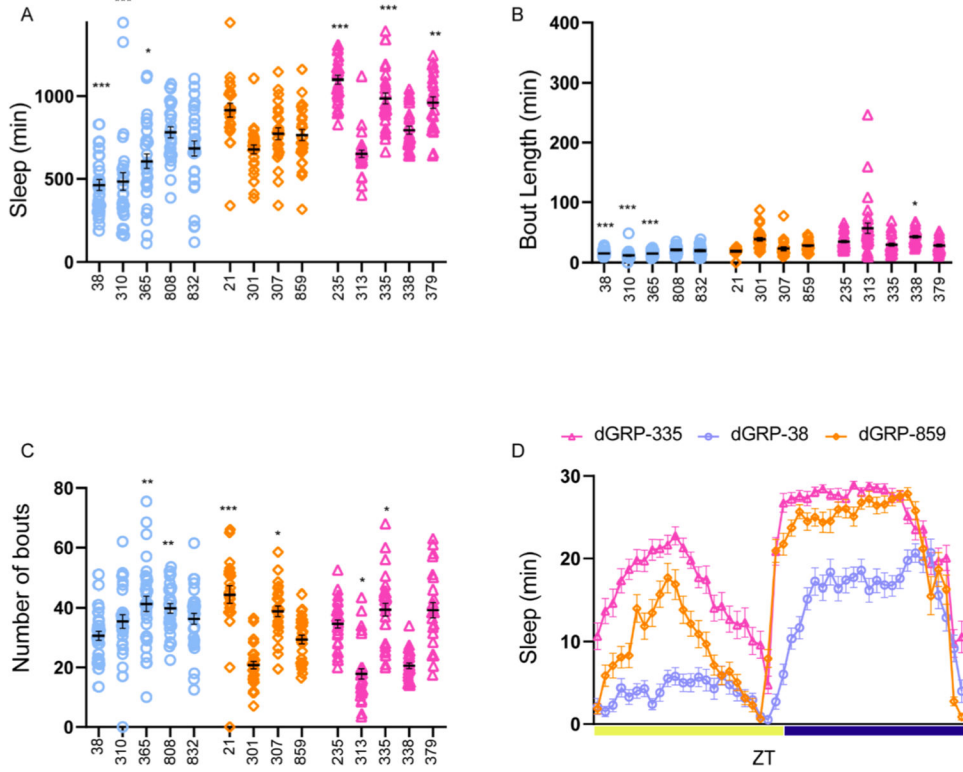 A
***
***
*
***
***
**
Sleep (min)
1000
500
0
38 310 365 808 832 21 301 307 859 235 313 335 338 379
B
400
300
200
100
0
Bout Length (min)
***
***
***
*
38 310 365 808 832 21 301 307 859 235 313 335 338 379
C
80
60
40
20
0
Number of bouts
**
**
***
*
*
*
38 310 365 808 832 21 301 307 859 235 313 335 338 379
dGRP-335 dGRP-38 dGRP-859
D
30
20
10
0
Sleep (min)
ZT